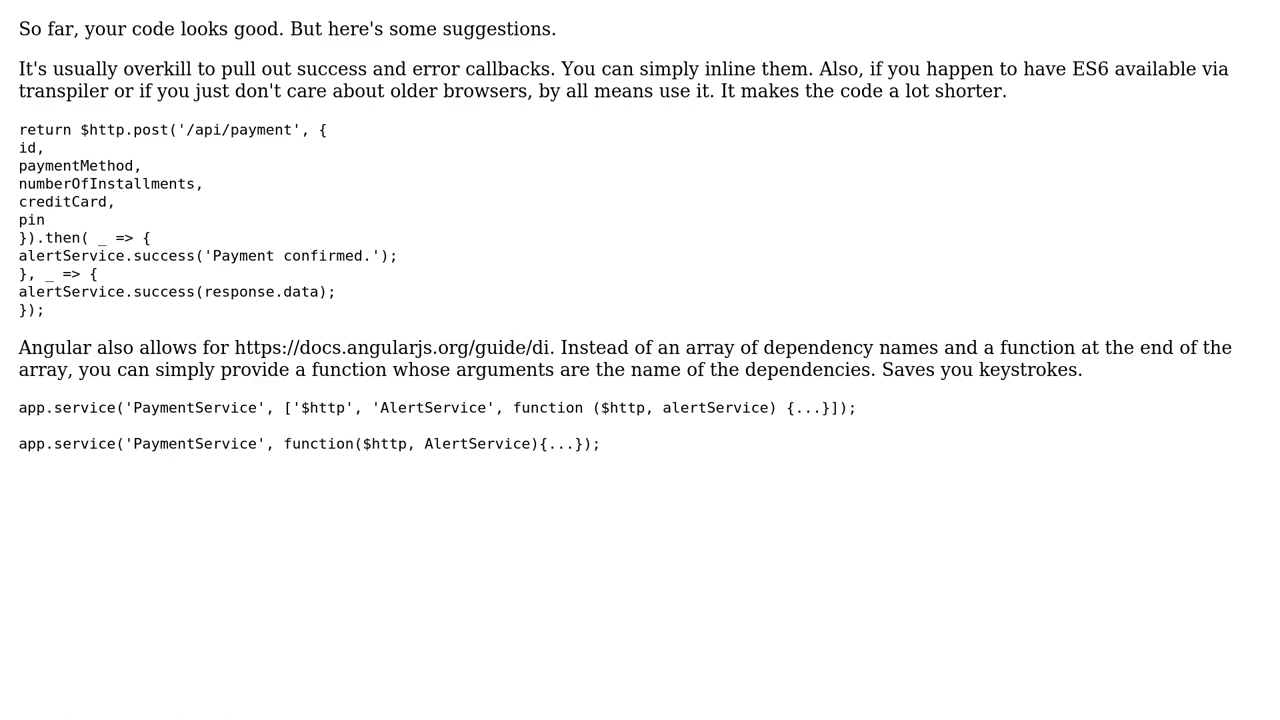 So far, your code looks good. But here's some suggestions.
It's usually overkill to pull out success and error callbacks. You can simply inline them. Also, if you happen to have ES6 available via
transpiler or if you just don't care about older browsers, by all means use it. It makes the code a lot shorter.
return $http.post('/api/payment', {
id,
paymentMethod,
numberOfInstallments,
creditCard,
pin
}).then( _ => {
alertService.success('Payment confirmed.');
}, _ => {
alertService.success(response.data);
});
Angular also allows for https://docs.angularjs.org/guide/di. Instead of an array of dependency names and a function at the end of the
array, you can simply provide a function whose arguments are the name of the dependencies. Saves you keystrokes.
app.service('PaymentService', ['$http', 'AlertService', function ($http, alertService) {...}]);
app.service('PaymentService', function($http, AlertService){...});